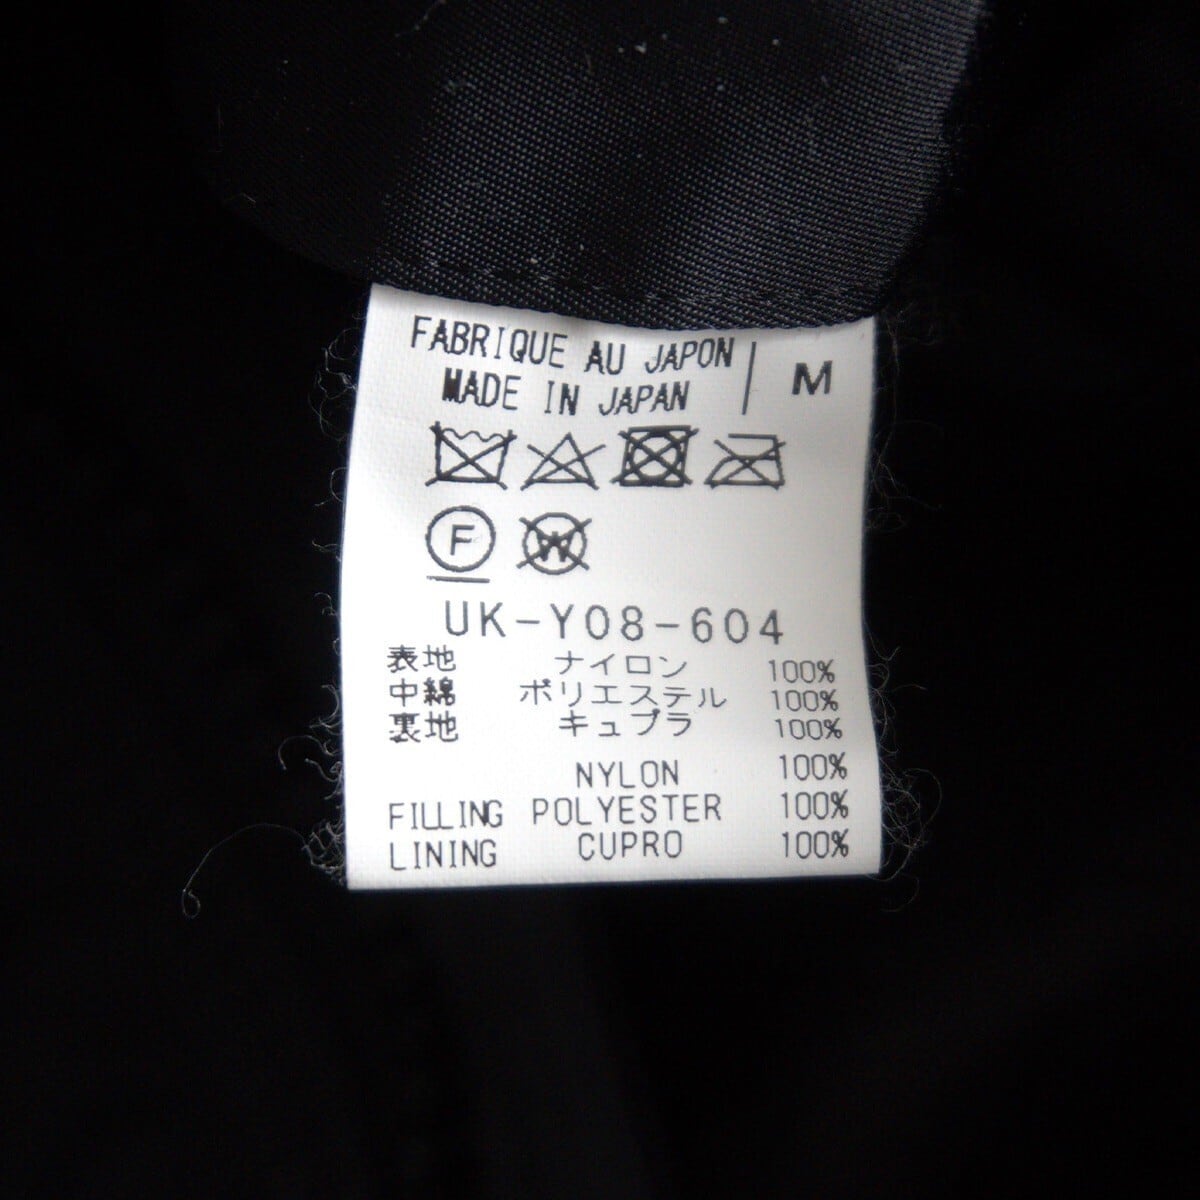 FABRIQUE AU JAPON
MADE IN JAPAN
M
F
W
UK-Y08-604
表地 ナイロン 100%
中綿 ポリエステル 100%
裏地 キュプラ 100%
NYLON 100%
FILLING POLYESTER 100%
LINING CUPRO 100%